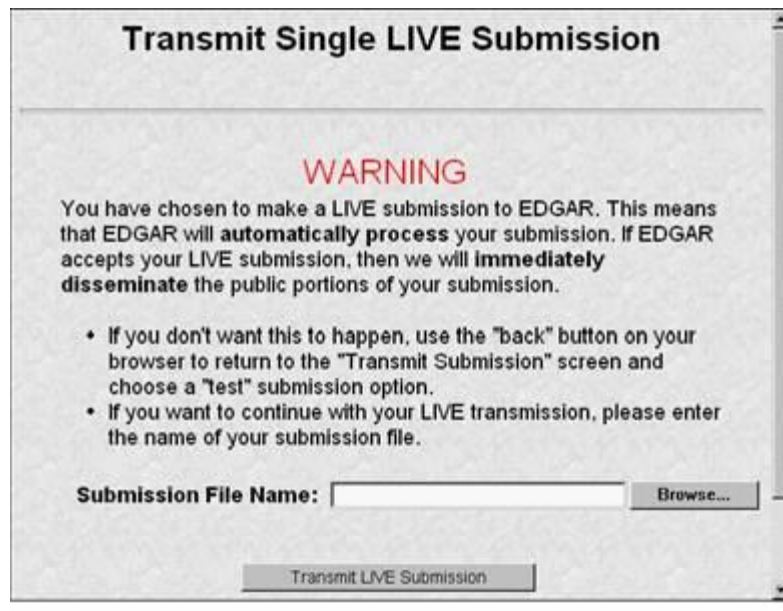 Transmit Single LIVE Submission
WARNING
You have chosen to make a LIVE submission to EDGAR. This means
that EDGAR will automatically process your submission. If EDGAR
accepts your LIVE submission, then we will immediately
disseminate the public portions of your submission.
• If you don't want this to happen, use the "back" button on your
browser to return to the "Transmit Submission" screen and
choose a "test" submission option.
• If you want to continue with your LIVE transmission, please enter
the name of your submission file.
Submission File Name: Browse...
Transmit LIVE Submission